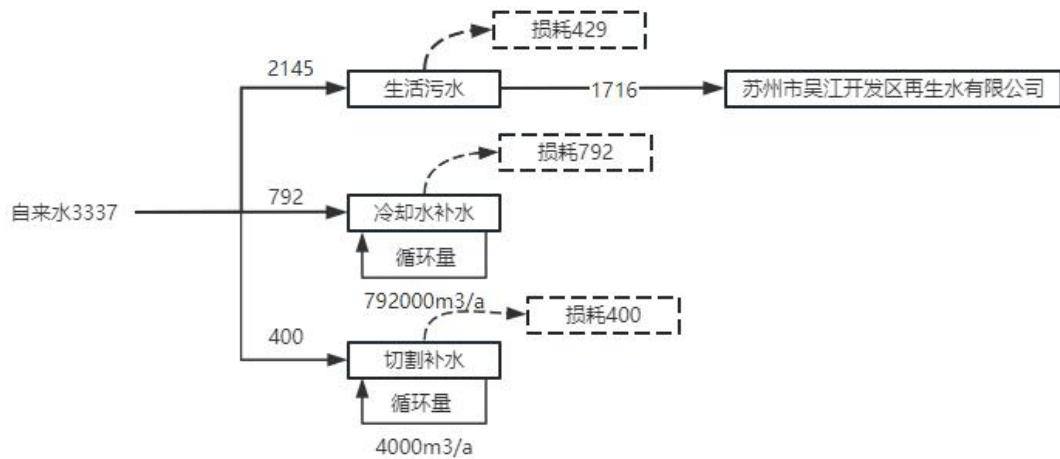 损耗429
2145
生活污水
1716
苏州市吴江开发区再生水有限公司
损耗792
自来水3337
792
冷却水补水
循环量
792000m3/a
损耗400
400
切割补水
循环量
4000m3/a